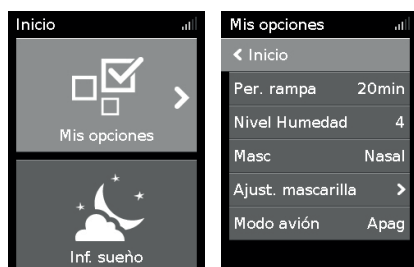 Inicio
Mis opciones
Inf. sueño
Mis opciones
Inicio
Per. rampa 20min
Nivel Humedad 4
Masc Nasal
Ajust. mascarilla
Modo avión Apag